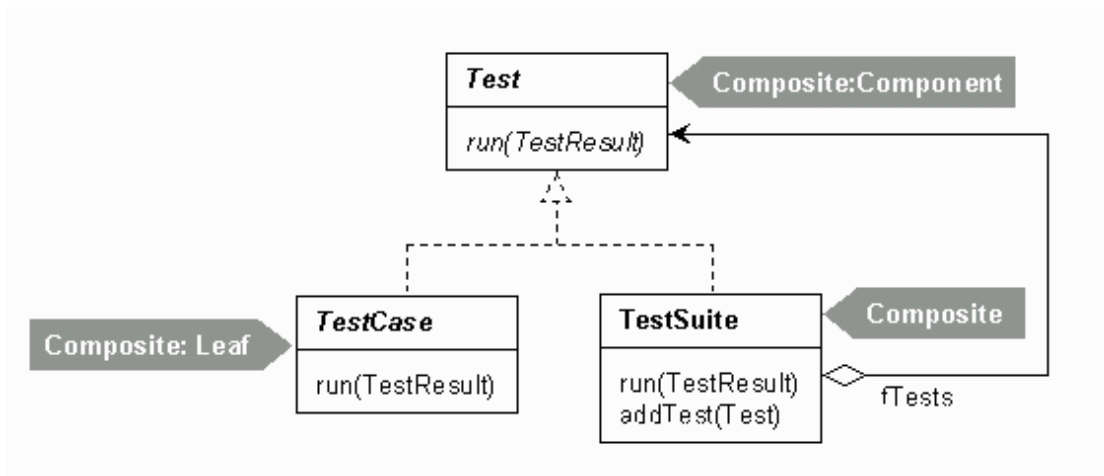 Test
Composite:Component
run(TestResult)
TestCase
TestSuite
Composite
Composite: Leaf
run(TestResult)
run(TestResult)
addTest(Test)
fTests